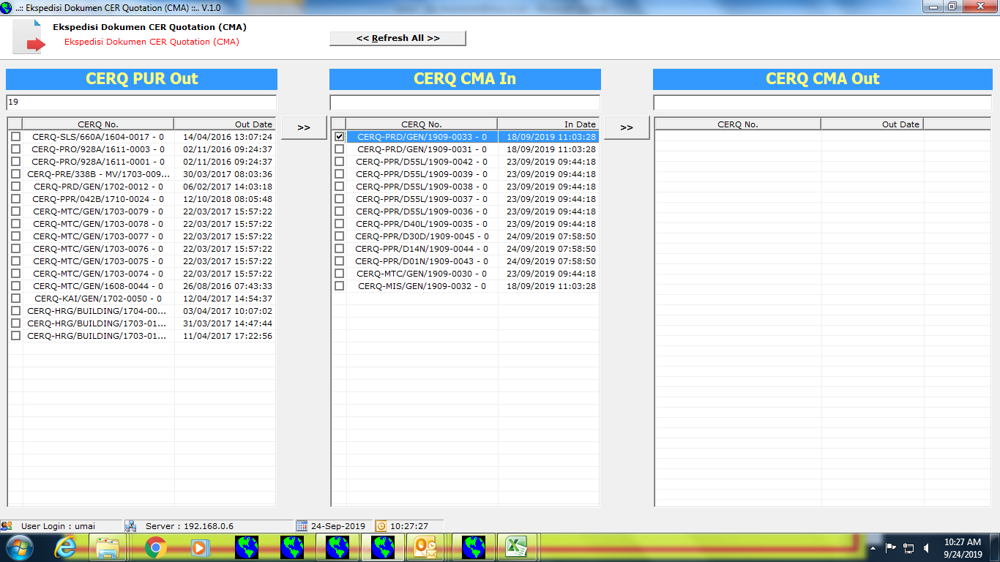 ..:: Ekspedisi Dokumen CER Quotation (CMA) ::.. V.1.0
Ekspedisi Dokumen CER Quotation (CMA)
Ekspedisi Dokumen CER Quotation (CMA)
<< Refresh All >>
CERQ PUR Out
19
CERQ No. Out Date
CERQ-SLS/660A/1604-0017 - 0 14/04/2016 13:07:24
CERQ-PRO/928A/1611-0003 - 0 02/11/2016 09:24:37
CERQ-PRO/928A/1611-0001 - 0 02/11/2016 09:24:37
CERQ-PRE/338B - MV/1703-009... 30/03/2017 08:03:36
CERQ-PRD/GEN/1702-0012 - 0 06/02/2017 14:03:18
CERQ-PPR/042B/1710-0024 - 0 12/10/2018 08:05:48
CERQ-MTC/GEN/1703-0079 - 0 22/03/2017 15:57:22
CERQ-MTC/GEN/1703-0078 - 0 22/03/2017 15:57:22
CERQ-MTC/GEN/1703-0077 - 0 22/03/2017 15:57:22
CERQ-MTC/GEN/1703-0076 - 0 22/03/2017 15:57:22
CERQ-MTC/GEN/1703-0075 - 0 22/03/2017 15:57:22
CERQ-MTC/GEN/1703-0074 - 0 22/03/2017 15:57:22
CERQ-MTC/GEN/1608-0044 - 0 26/08/2016 07:43:33
CERQ-KAI/GEN/1702-0050 - 0 12/04/2017 14:54:37
CERQ-HRG/BUILDING/1704-00... 03/04/2017 10:07:02
CERQ-HRG/BUILDING/1703-01... 31/03/2017 14:47:44
CERQ-HRG/BUILDING/1703-01... 11/04/2017 17:22:56
>>
CERQ CMA In
CERQ No. In Date
CERQ-PRD/GEN/1909-0033 - 0 18/09/2019 11:03:28
CERQ-PRD/GEN/1909-0031 - 0 18/09/2019 11:03:28
CERQ-PPR/D55L/1909-0042 - 0 23/09/2019 09:44:18
CERQ-PPR/D55L/1909-0039 - 0 23/09/2019 09:44:18
CERQ-PPR/D55L/1909-0038 - 0 23/09/2019 09:44:18
CERQ-PPR/D55L/1909-0037 - 0 23/09/2019 09:44:18
CERQ-PPR/D55L/1909-0036 - 0 23/09/2019 09:44:18
CERQ-PPR/D40L/1909-0035 - 0 23/09/2019 09:44:18
CERQ-PPR/D30D/1909-0045 - 0 24/09/2019 07:58:50
CERQ-PPR/D14N/1909-0044 - 0 24/09/2019 07:58:50
CERQ-PPR/D01N/1909-0043 - 0 24/09/2019 07:58:50
CERQ-MTC/GEN/1909-0030 - 0 23/09/2019 09:44:18
CERQ-MIS/GEN/1909-0032 - 0 18/09/2019 11:03:28
>>
CERQ CMA Out
CERQ No. Out Date
User Login : umai Server : 192.168.0.6 24-Sep-2019 10:27:27
10:27 AM
9/24/2019